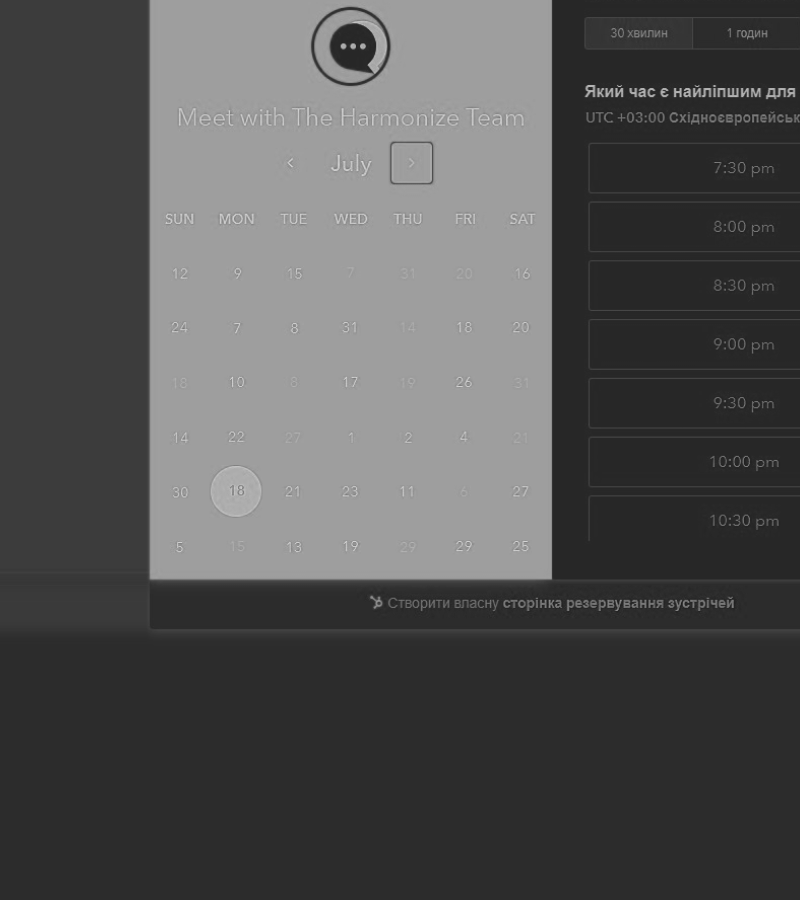 Meet with The Harmonize Team
July
SUN MON TUE WED THU FRI SAT
12 9 15 7 31 20 16
24 7 8 31 14 18 20
18 10 8 17 19 26 31
14 22 27 1 2 4 21
30 18 21 23 11 6 27
5 15 13 19 29 29 25
30 хвилин 1 годин
Який час є найліпшим для
UTC +03:00 Східноєвропейськ
7:30 pm
8:00 pm
8:30 pm
9:00 pm
9:30 pm
10:00 pm
10:30 pm
Створити власну сторінка резервування зустрічей